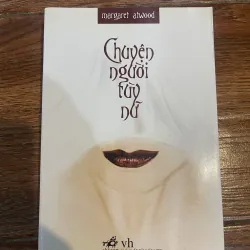 margaret atwood
Chuyện
người
tùy
nữ
vh